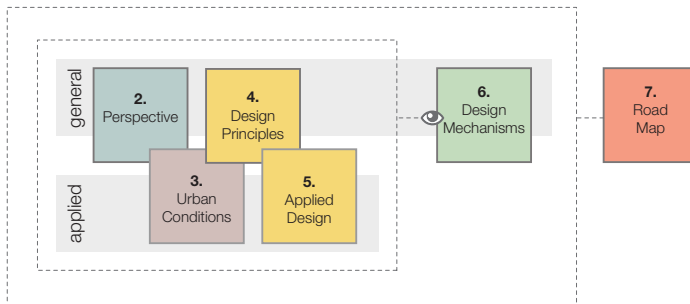 general
2.
Perspective
4.
Design
Principles
6.
Design
Mechanisms
7.
Road
Map
applied
3.
Urban
Conditions
5.
Applied
Design